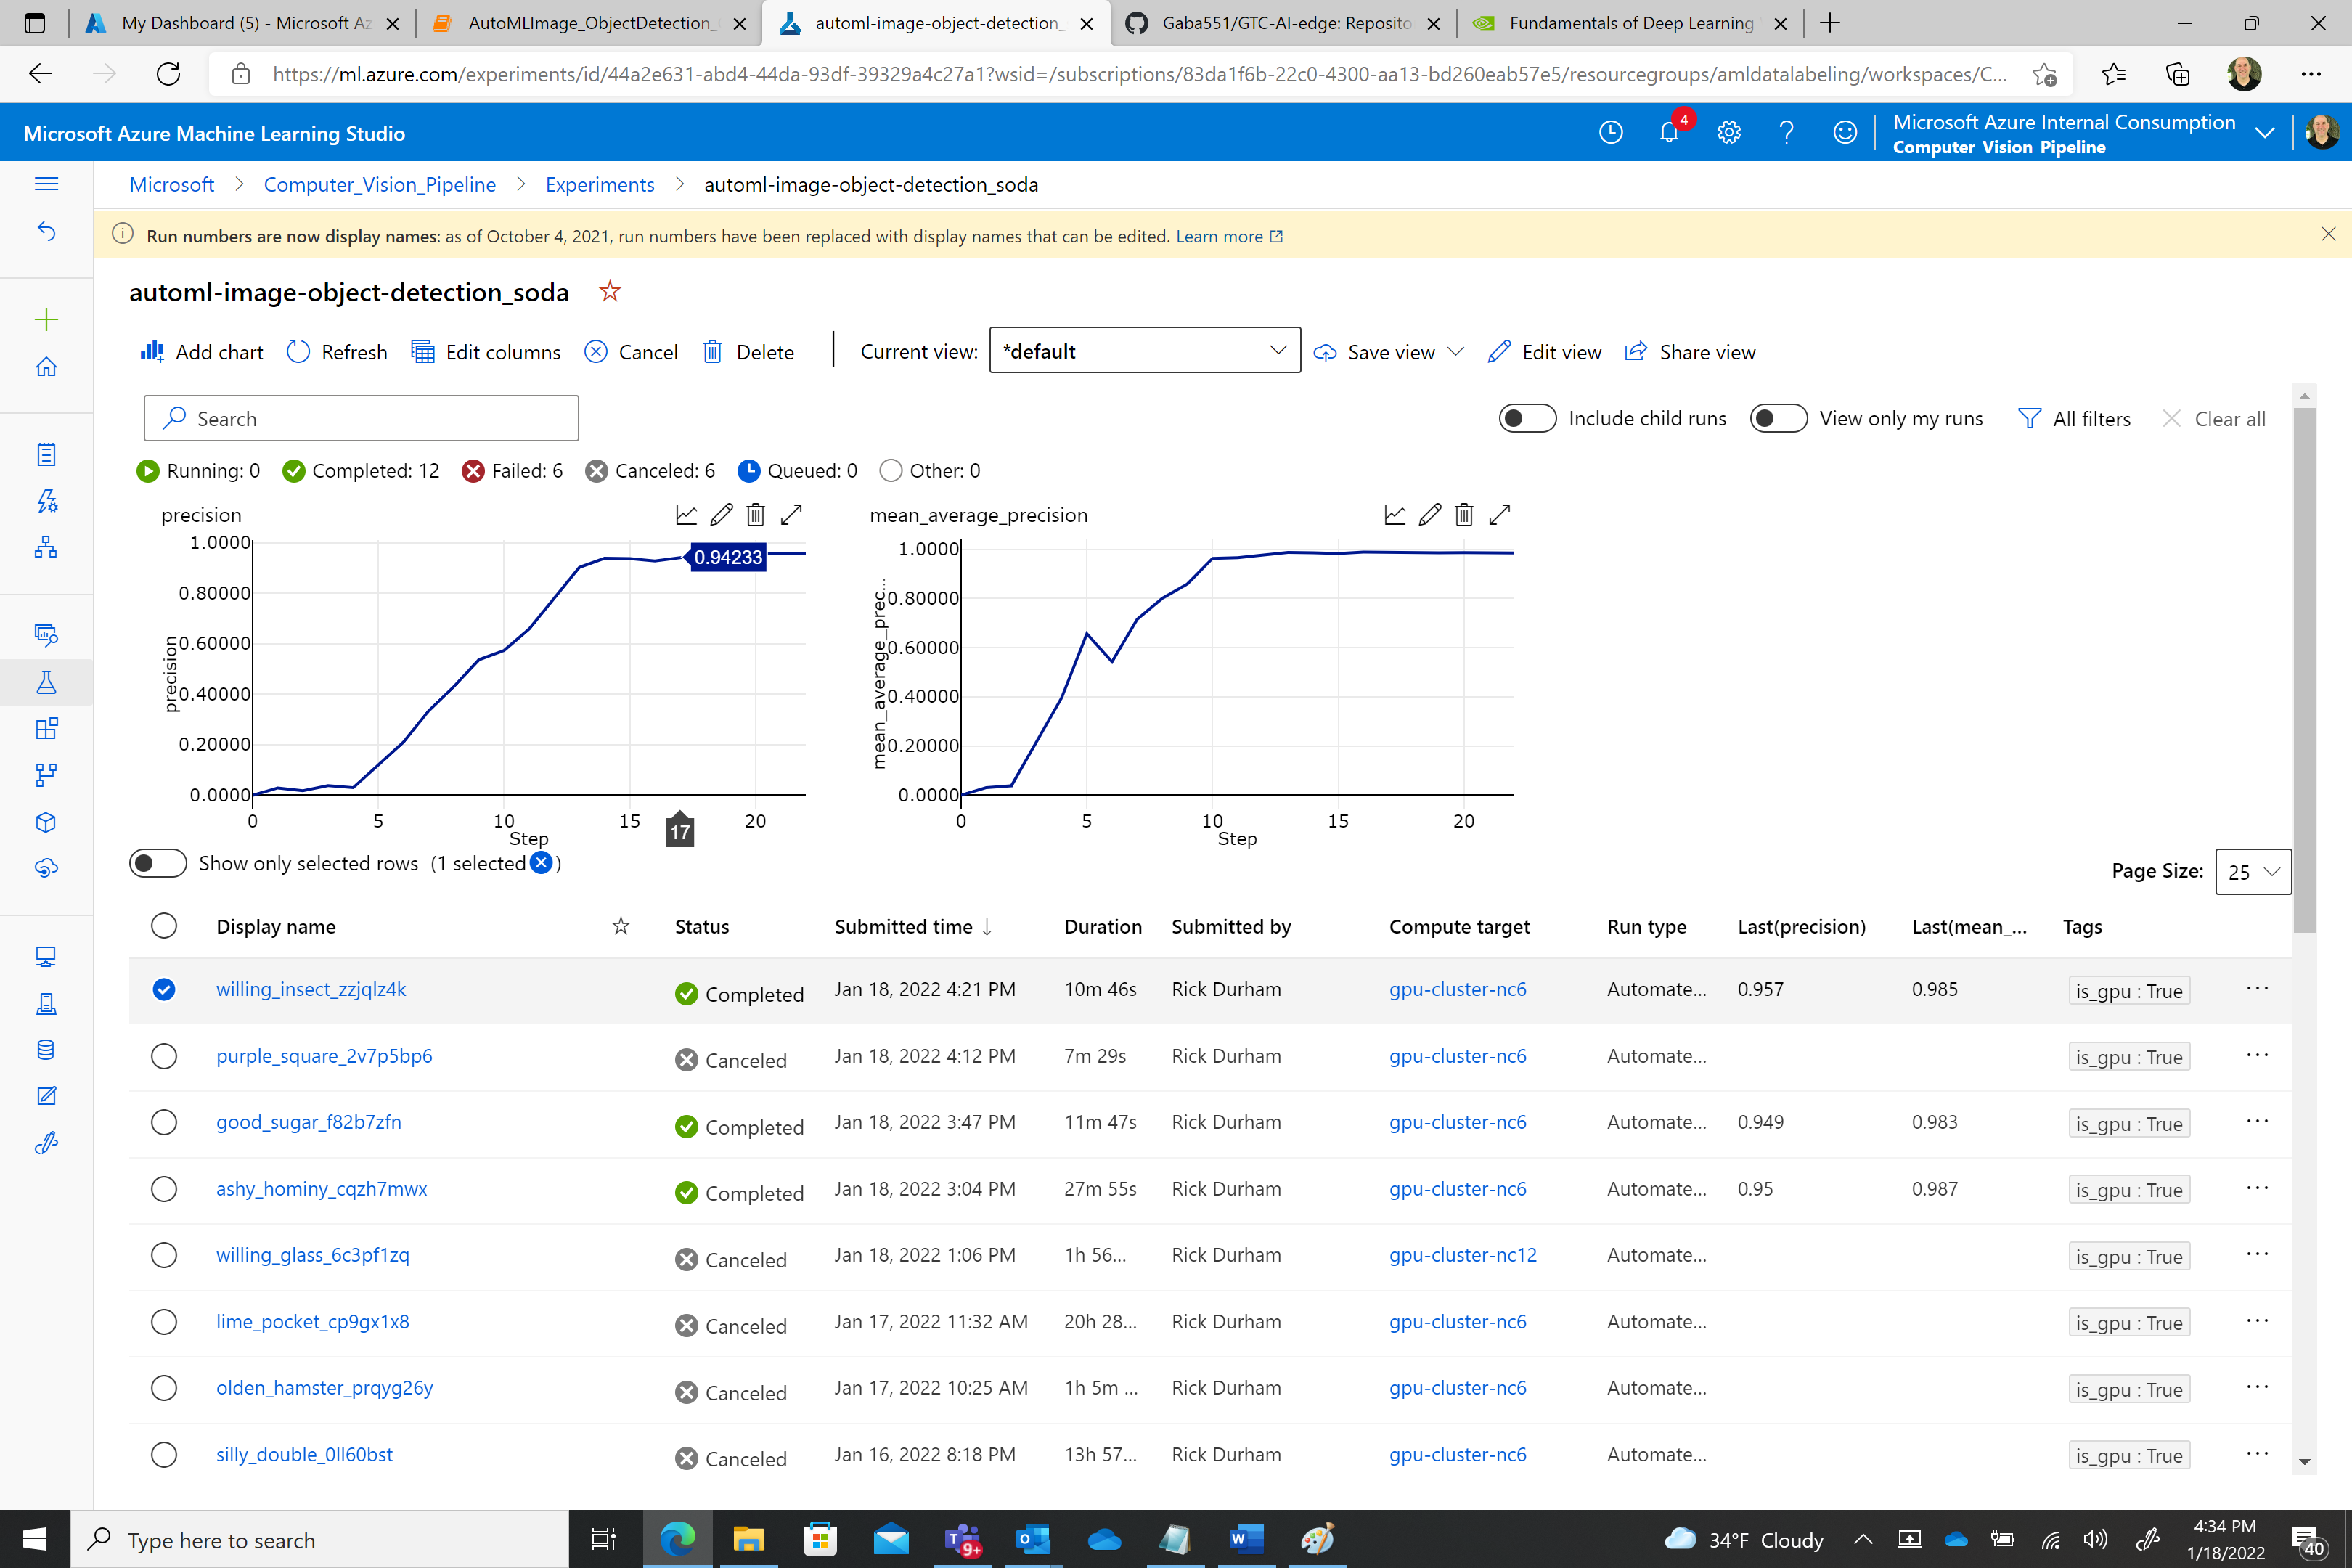 My Dashboard (5) - Microsoft Az
AutoMLImage_ObjectDetection_
automl-image-object-detection_
Gaba551/GTC-AI-edge: Reposito
Fundamentals of Deep Learning
https://ml.azure.com/experiments/id/44a2e631-abd4-44da-93df-39329a4c27a1?wsid=/subscriptions/83da1f6b-22c0-4300-aa13-bd260eab57e5/resourcegroups/amldatalabeling/workspaces/C...
Microsoft Azure Machine Learning Studio
4
Microsoft Azure Internal Consumption
Computer_Vision_Pipeline
Microsoft > Computer_Vision_Pipeline > Experiments > automl-image-object-detection_soda
Run numbers are now display names: as of October 4, 2021, run numbers have been replaced with display names that can be edited. Learn more
automl-image-object-detection_soda
Add chart Refresh Edit columns Cancel Delete Current view: *default Save view Edit view Share view
Search
Include child runs View only my runs All filters Clear all
Running: 0 Completed: 12 Failed: 6 Canceled: 6 Queued: 0 Other: 0
precision
1.0000
0.80000
0.60000
0.40000
0.20000
0.0000
precision
0.94233
0 5 10 15 20
17
Step
mean_average_precision
1.0000
0.80000
0.60000
0.40000
0.20000
0.0000
mean_average_prec...
0 5 10 15 20
Step
Show only selected rows (1 selected )
Page Size: 25
Display name Status Submitted time ↓ Duration Submitted by Compute target Run type Last(precision) Last(mean_... Tags
willing_insect_zzjqlz4k Completed Jan 18, 2022 4:21 PM 10m 46s Rick Durham gpu-cluster-nc6 Automate... 0.957 0.985 is_gpu : True ...
purple_square_2v7p5bp6 Canceled Jan 18, 2022 4:12 PM 7m 29s Rick Durham gpu-cluster-nc6 Automate... is_gpu : True ...
good_sugar_f82b7zfn Completed Jan 18, 2022 3:47 PM 11m 47s Rick Durham gpu-cluster-nc6 Automate... 0.949 0.983 is_gpu : True ...
ashy_hominy_cqzh7mwx Completed Jan 18, 2022 3:04 PM 27m 55s Rick Durham gpu-cluster-nc6 Automate... 0.95 0.987 is_gpu : True ...
willing_glass_6c3pf1zq Canceled Jan 18, 2022 1:06 PM 1h 56... Rick Durham gpu-cluster-nc12 Automate... is_gpu : True ...
lime_pocket_cp9gx1x8 Canceled Jan 17, 2022 11:32 AM 20h 28... Rick Durham gpu-cluster-nc6 Automate... is_gpu : True ...
olden_hamster_prqyg26y Canceled Jan 17, 2022 10:25 AM 1h 5m ... Rick Durham gpu-cluster-nc6 Automate... is_gpu : True ...
silly_double_0ll60bst Canceled Jan 16, 2022 8:18 PM 13h 57... Rick Durham gpu-cluster-nc6 Automate... is_gpu : True ...
Type here to search
9+
34°F Cloudy
4:34 PM
1/18/2022
40